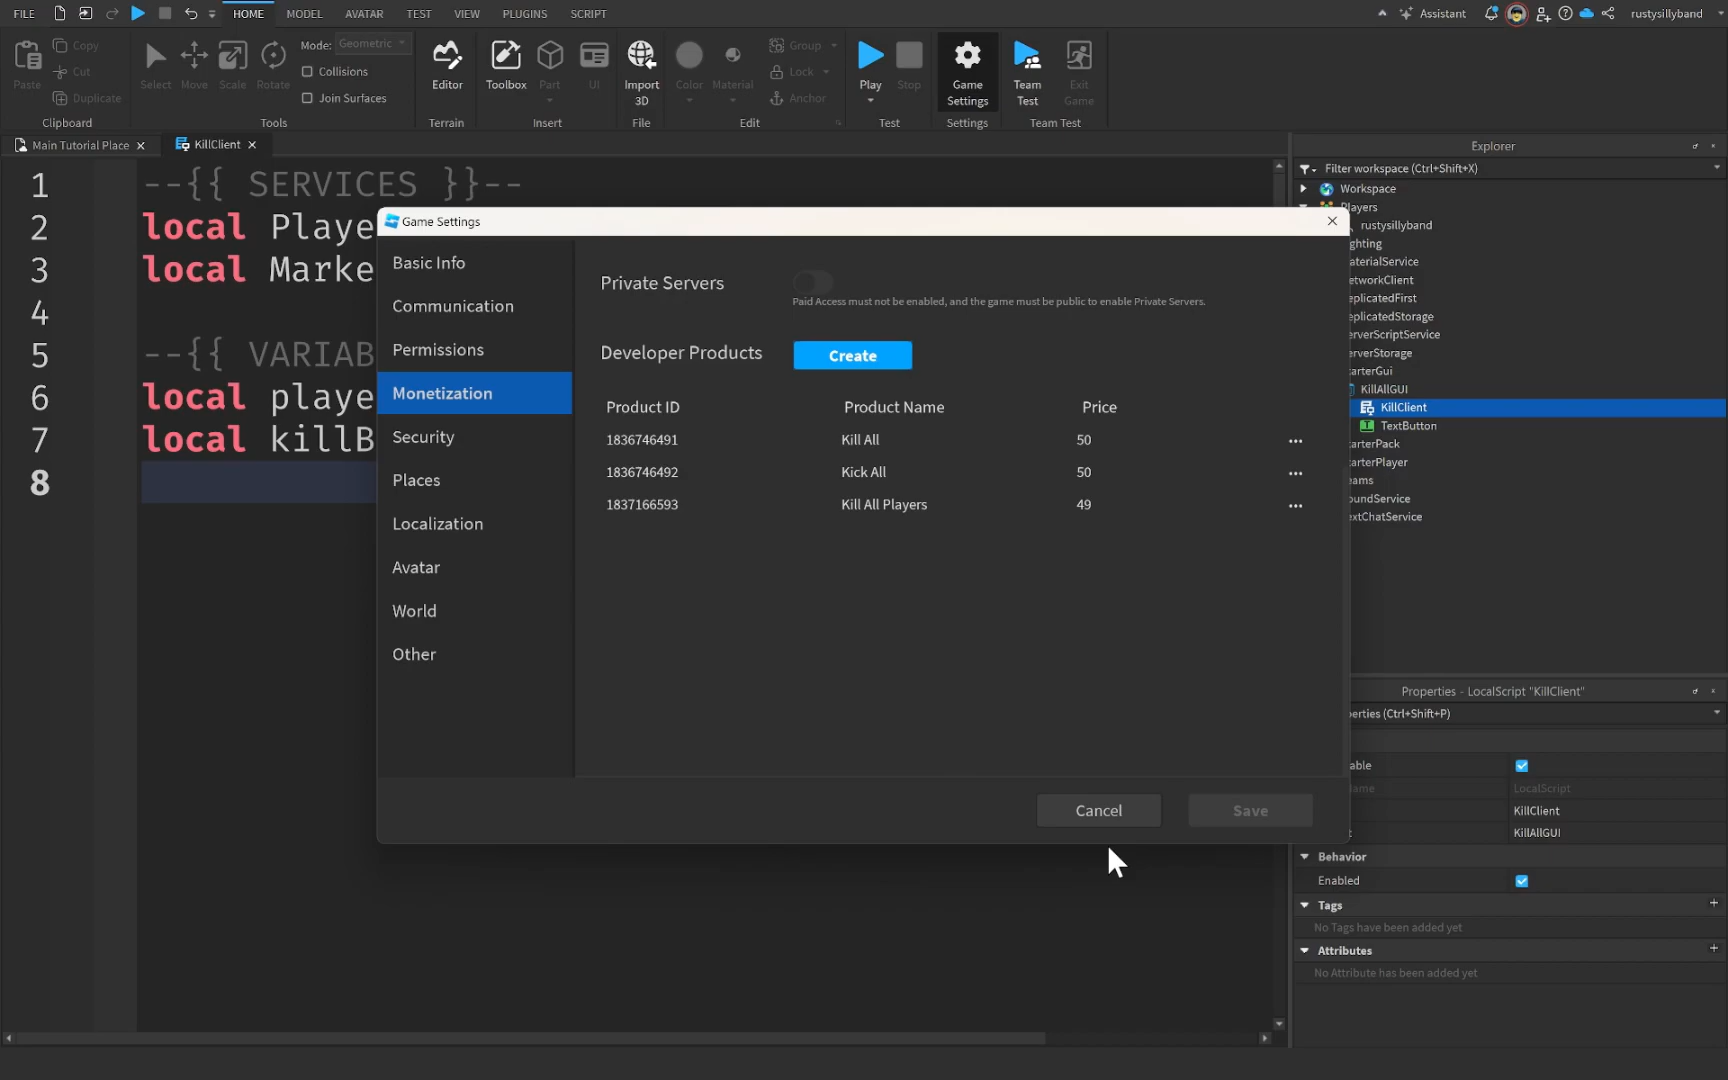 FILE HOME MODEL AVATAR TEST VIEW PLUGINS SCRIPT Assistant rustysillyband
Paste Copy Cut Duplicate Clipboard
Select Move Scale Rotate Mode: Geometric Collisions Join Surfaces Tools
Editor Terrain
Toolbox Part UI Insert
Import 3D File
Color Material Group Lock Anchor Edit
Play Stop Test
Game Settings Settings
Team Test Exit Game Team Test
Main Tutorial Place KillClient
1 --{{ SERVICES }}--
2 local Playe
3 local Marke
4
5 --{{ VARIAB
6 local playe
7 local killB
8
Game Settings
Basic Info
Communication
Permissions
Monetization
Security
Places
Localization
Avatar
World
Other
Private Servers
Paid Access must not be enabled, and the game must be public to enable Private Servers.
Developer Products Create
Product ID Product Name Price
1836746491 Kill All 50 ...
1836746492 Kick All 50 ...
1837166593 Kill All Players 49 ...
Cancel Save
Explorer
Filter workspace (Ctrl+Shift+X)
Workspace
Players
rustysillyband
ghting
aterialService
etworkClient
eplicatedFirst
eplicatedStorage
erverScriptService
erverStorage
tarterGui
KillAllGUI
KillClient
TextButton
tarterPack
tarterPlayer
eams
oundService
extChatService
Properties - LocalScript "KillClient"
perties (Ctrl+Shift+P)
able
ame LocalScript
KillClient
t KillAllGUI
Behavior
Enabled
Tags +
No Tags have been added yet
Attributes +
No Attribute has been added yet